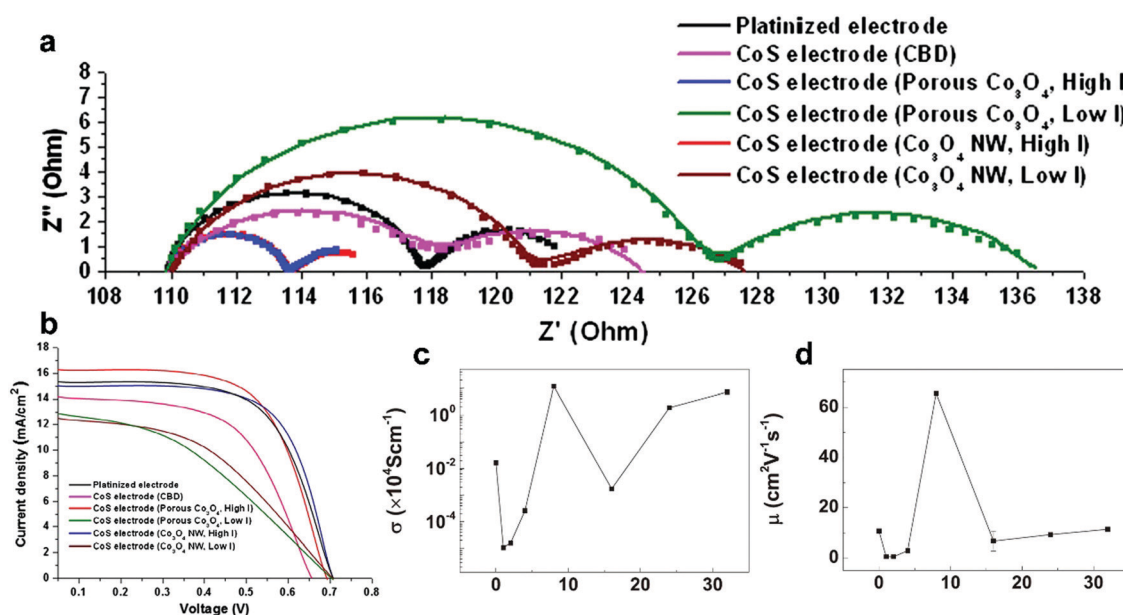 a
Platinized electrode
CoS electrode (CBD)
CoS electrode (Porous Co₃O₄, High I
CoS electrode (Porous Co₃O₄, Low I)
CoS electrode (Co₃O₄ NW, High I)
CoS electrode (Co₃O₄ NW, Low I)
8
7
6
5
4
3
2
1
0
Z" (Ohm)
108 110 112 114 116 118 120 122 124 126 128 130 131 132 134 136 138
Z' (Ohm)
b
18
16
14
12
10
8
6
4
2
0
Current density (mA/cm²)
Platinized electrode
CoS electrode (CBD)
CoS electrode (Porous Co₃O₄, High I)
CoS electrode (Porous Co₃O₄, Low I)
CoS electrode (Co₃O₄ NW, High I)
CoS electrode (Co₃O₄ NW, Low I)
0.1 0.2 0.3 0.4 0.5 0.6 0.7 0.8
Voltage (V)
c
10⁰
10⁻²
10⁻⁴
σ (×10⁴Scm⁻¹)
0 10 20 30
d
60
40
20
0
μ (cm²V⁻¹s⁻¹)
0 10 20 30